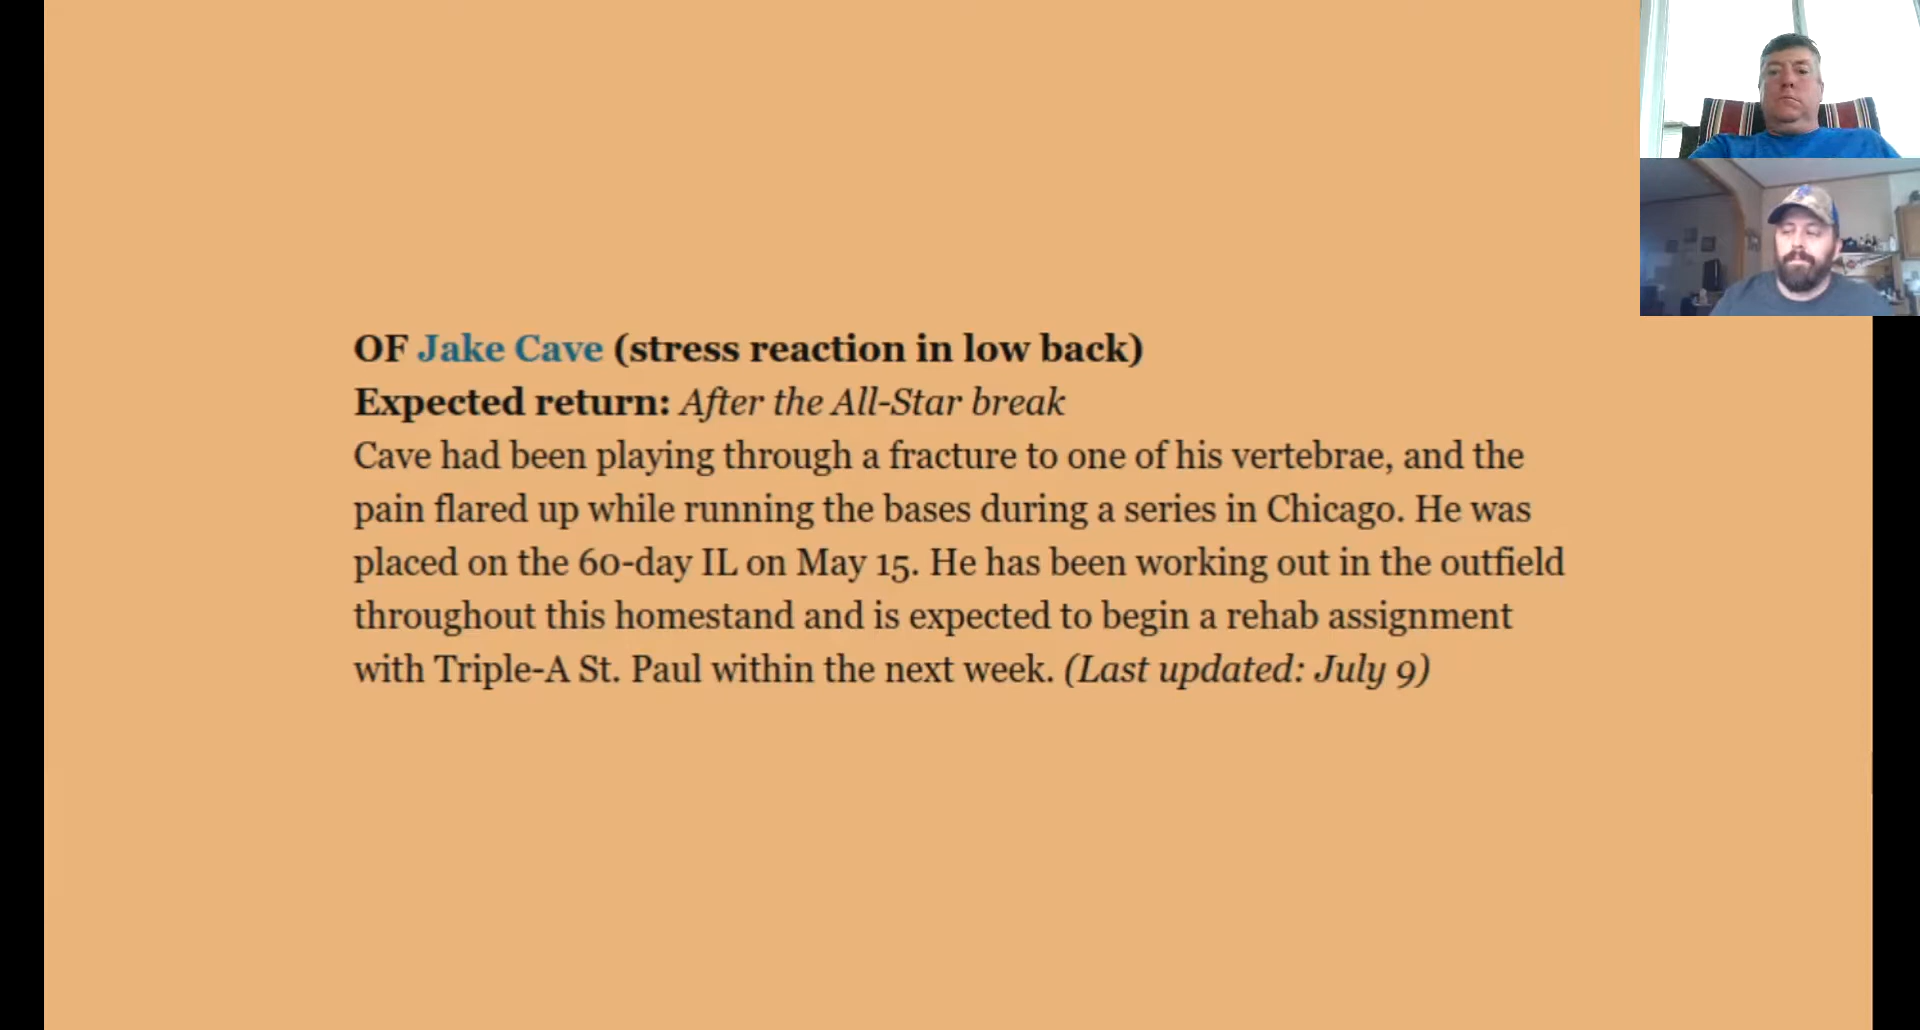 OF Jake Cave (stress reaction in low back)
Expected return: After the All-Star break
Cave had been playing through a fracture to one of his vertebrae, and the
pain flared up while running the bases during a series in Chicago. He was
placed on the 60-day IL on May 15. He has been working out in the outfield
throughout this homestand and is expected to begin a rehab assignment
with Triple-A St. Paul within the next week. (Last updated: July 9)